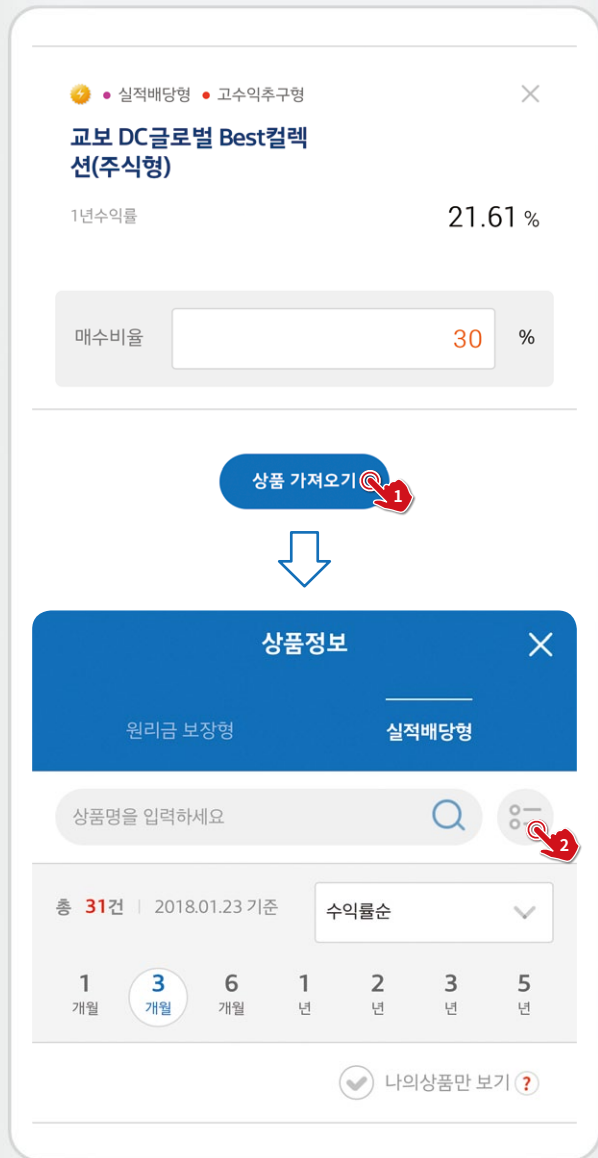 실적배당형 고수익추구형
교보 DC글로벌 Best컬렉
션(주식형)
1년수익률 21.61 %
매수비율 30 %
상품 가져오기 1
상품정보
원리금 보장형 실적배당형
상품명을 입력하세요 2
총 31건 2018.01.23 기준 수익률순
1 3 6 1 2 3 5
개월 개월 개월 년 년 년 년
나의상품만 보기 ?